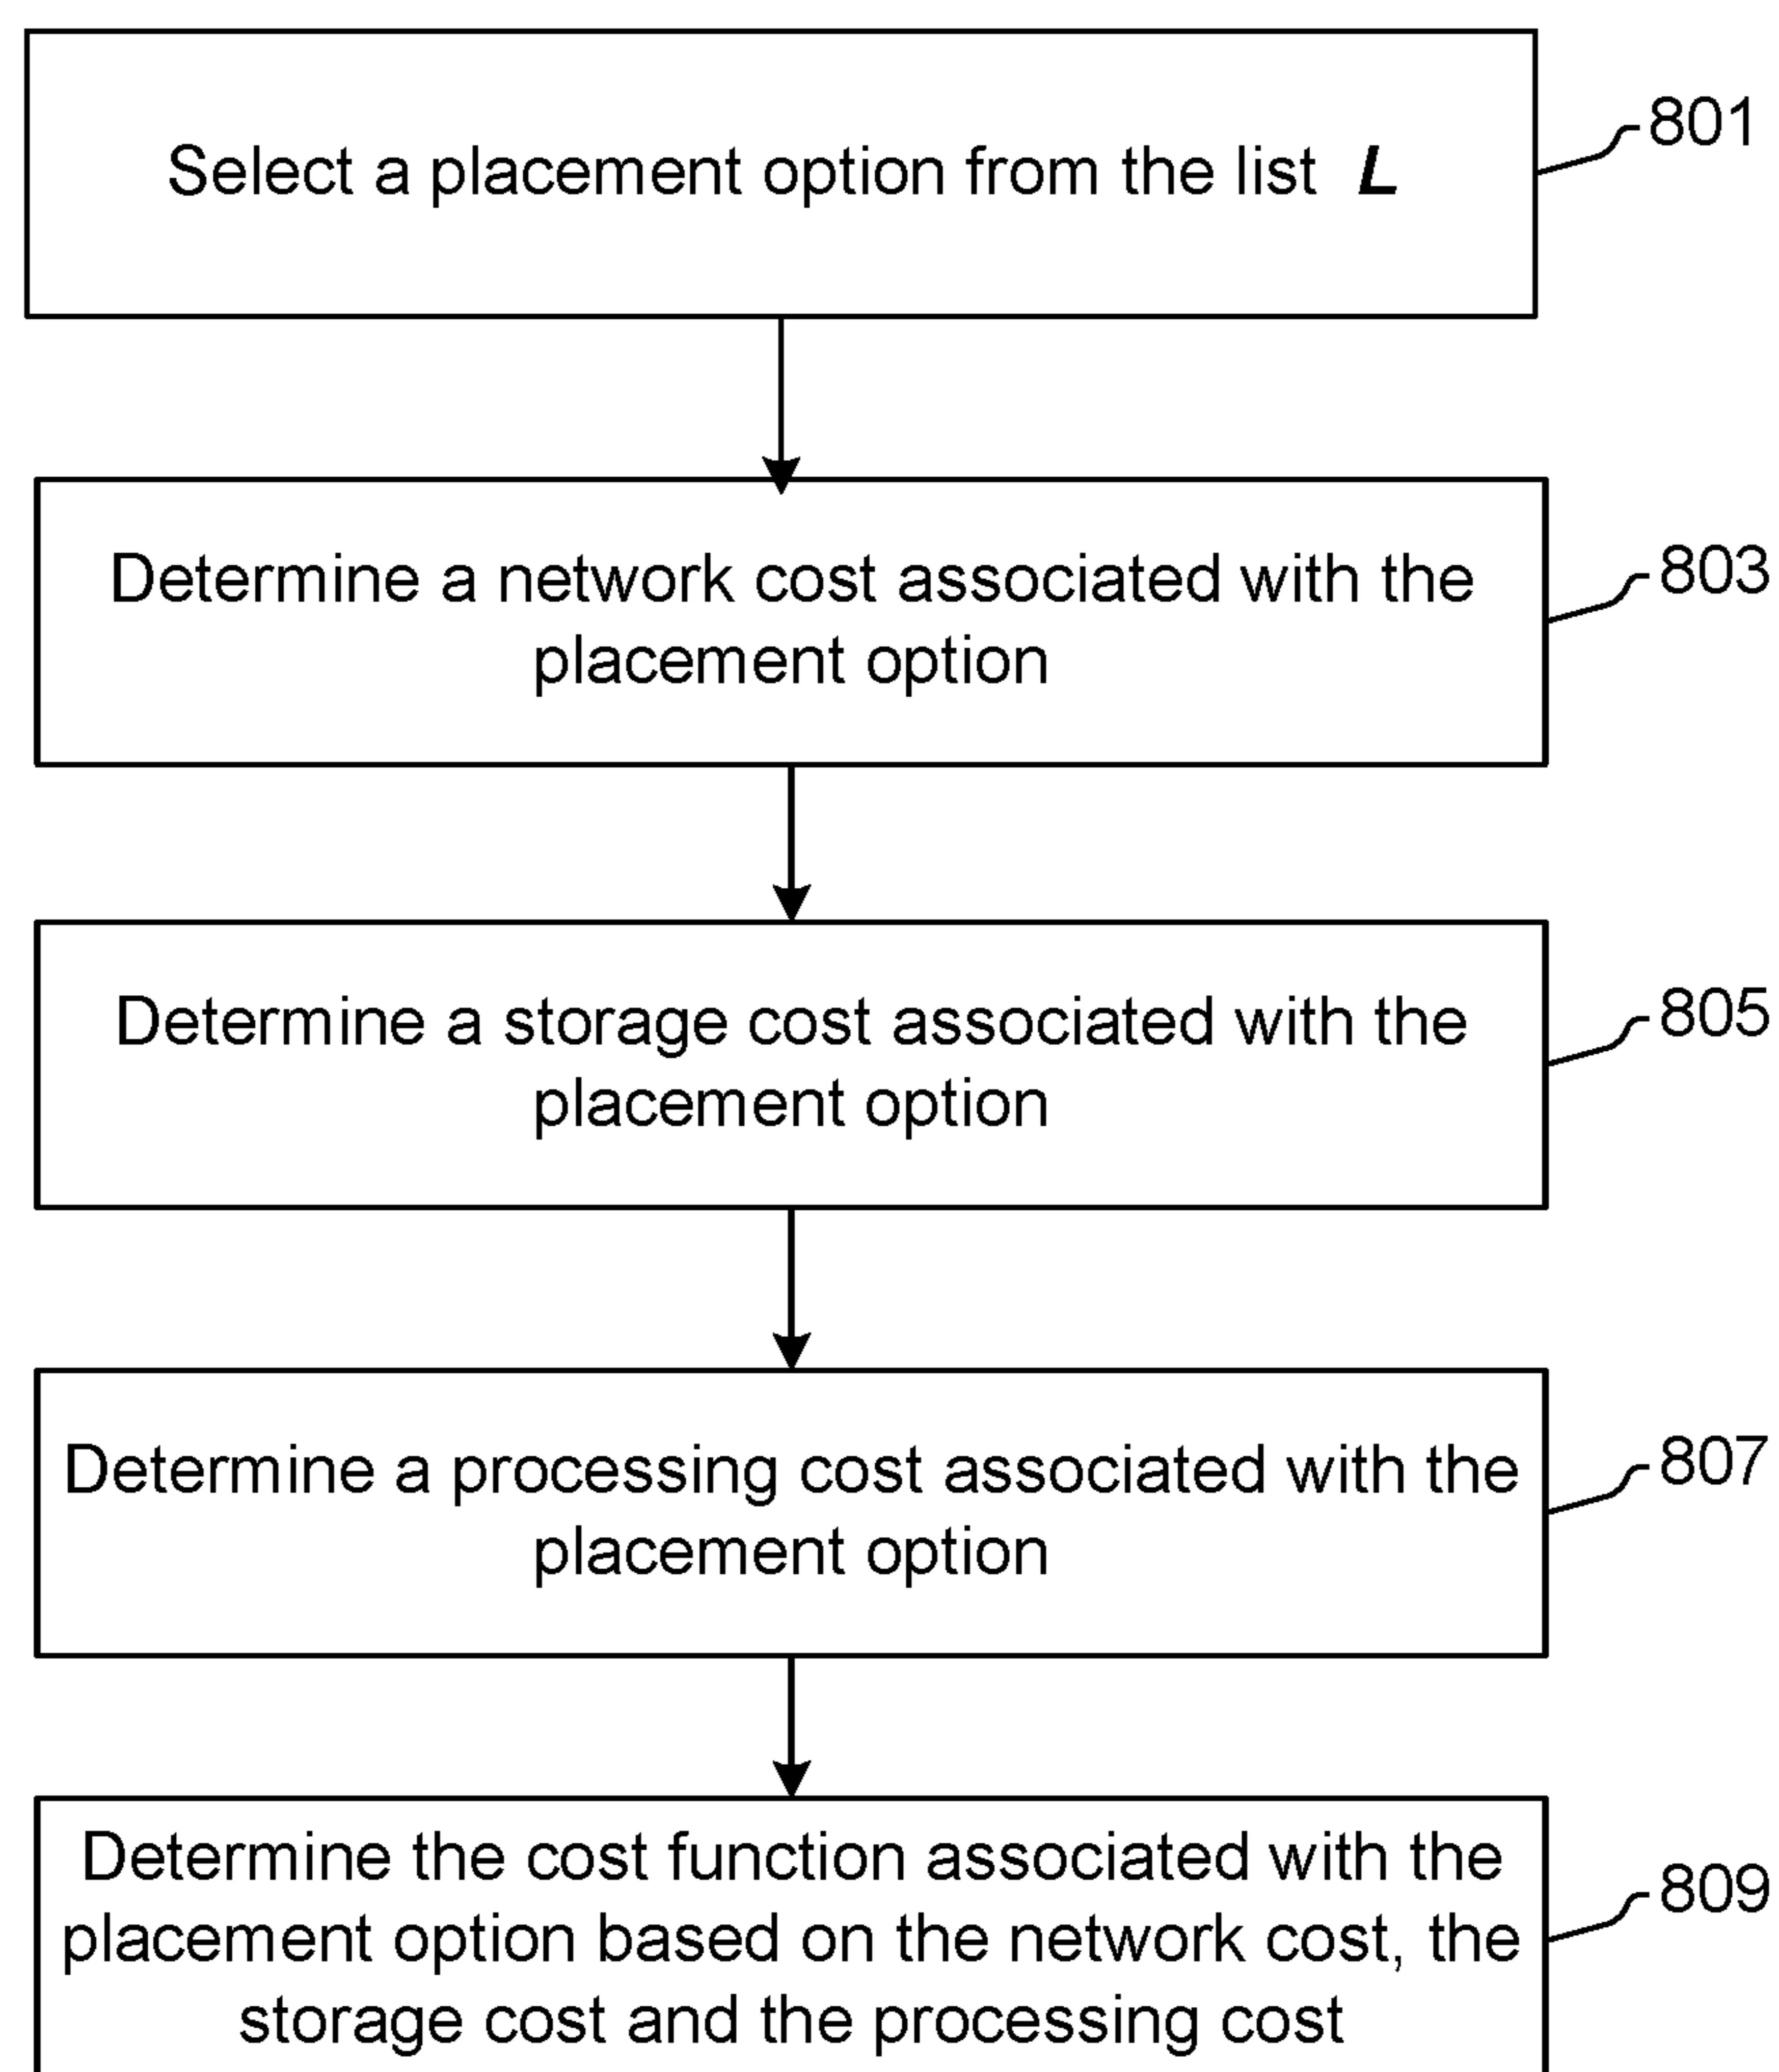 Select a placement option from the list L
801
Determine a network cost associated with the
placement option
803
Determine a storage cost associated with the
placement option
805
Determine a processing cost associated with the
placement option
807
Determine the cost function associated with the
placement option based on the network cost, the
storage cost and the processing cost
809